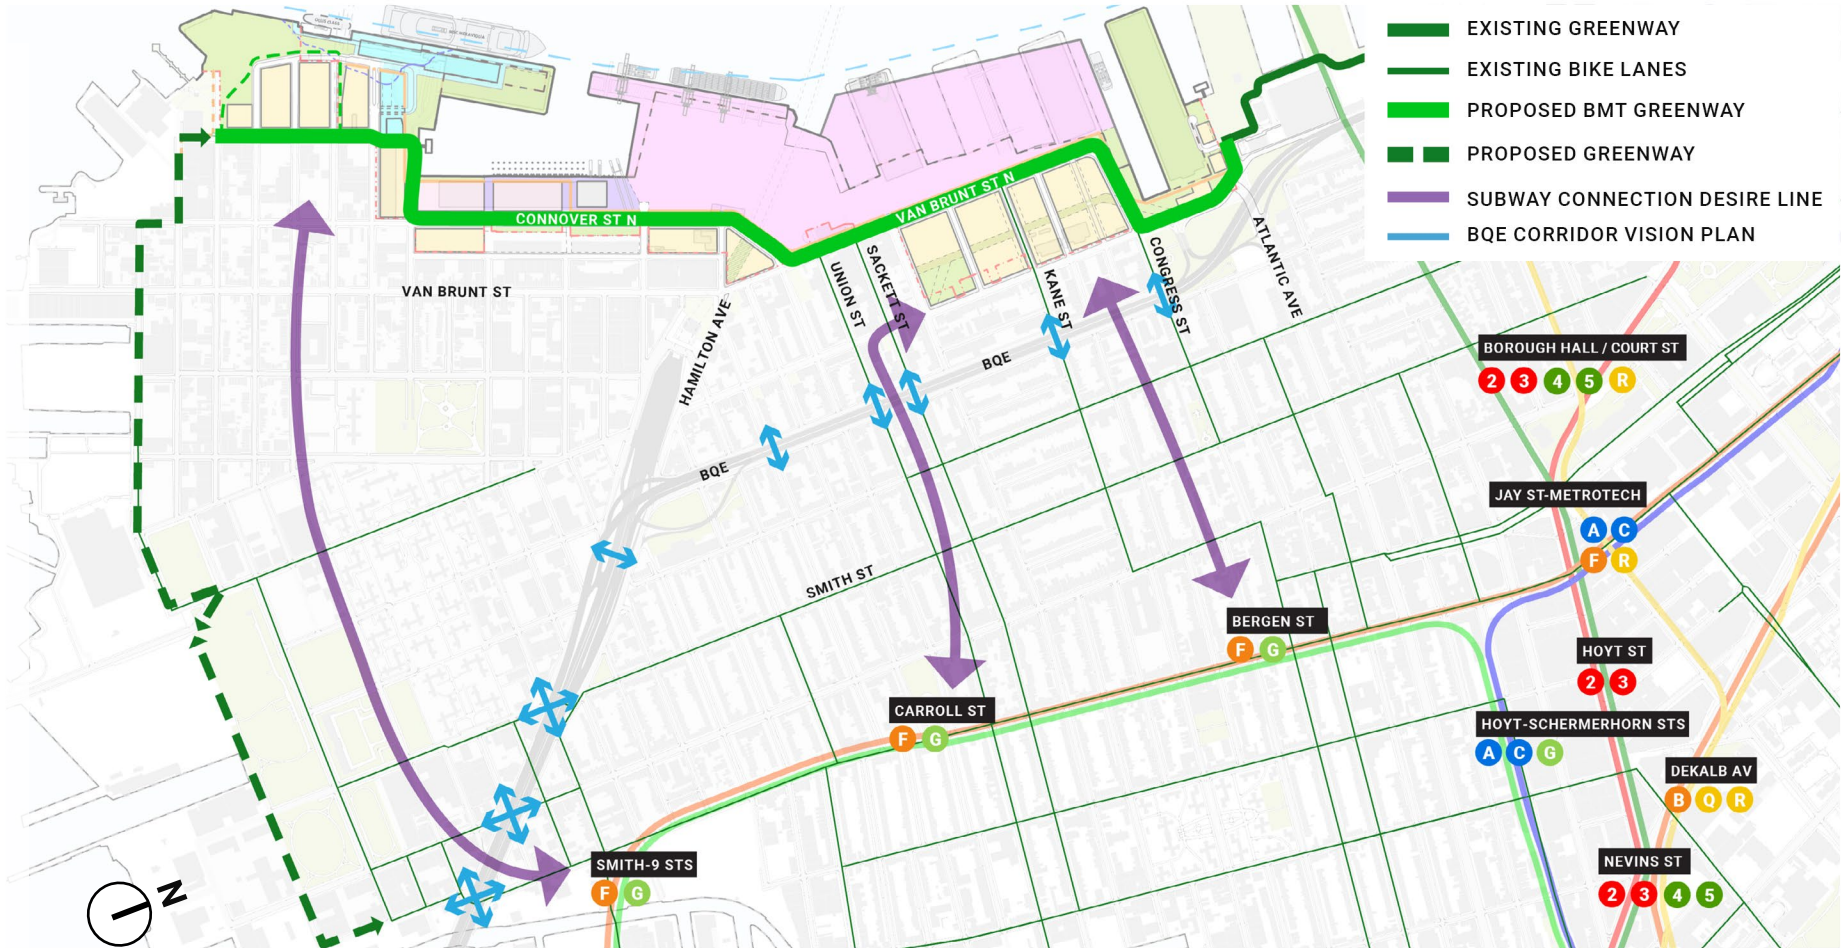 EXISTING GREENWAY
EXISTING BIKE LANES
PROPOSED BMT GREENWAY
PROPOSED GREENWAY
SUBWAY CONNECTION DESIRE LINE
BQE CORRIDOR VISION PLAN
CONNOVER ST N
VAN BRUNT ST N
VAN BRUNT ST
HAMILTON AVE
UNION ST
SACKETT ST
KANE ST
CONGRESS ST
ATLANTIC AVE
BQE
BQE
SMITH ST
BOROUGH HALL / COURT ST
2 3 4 5 R
JAY ST-METROTECH
A C
F R
BERGEN ST
F G
HOYT ST
2 3
CARROLL ST
F G
HOYT-SCHERMERHORN STS
A C G
DEKALB AV
B Q R
SMITH-9 STS
F G
NEVINS ST
2 3 4 5
N